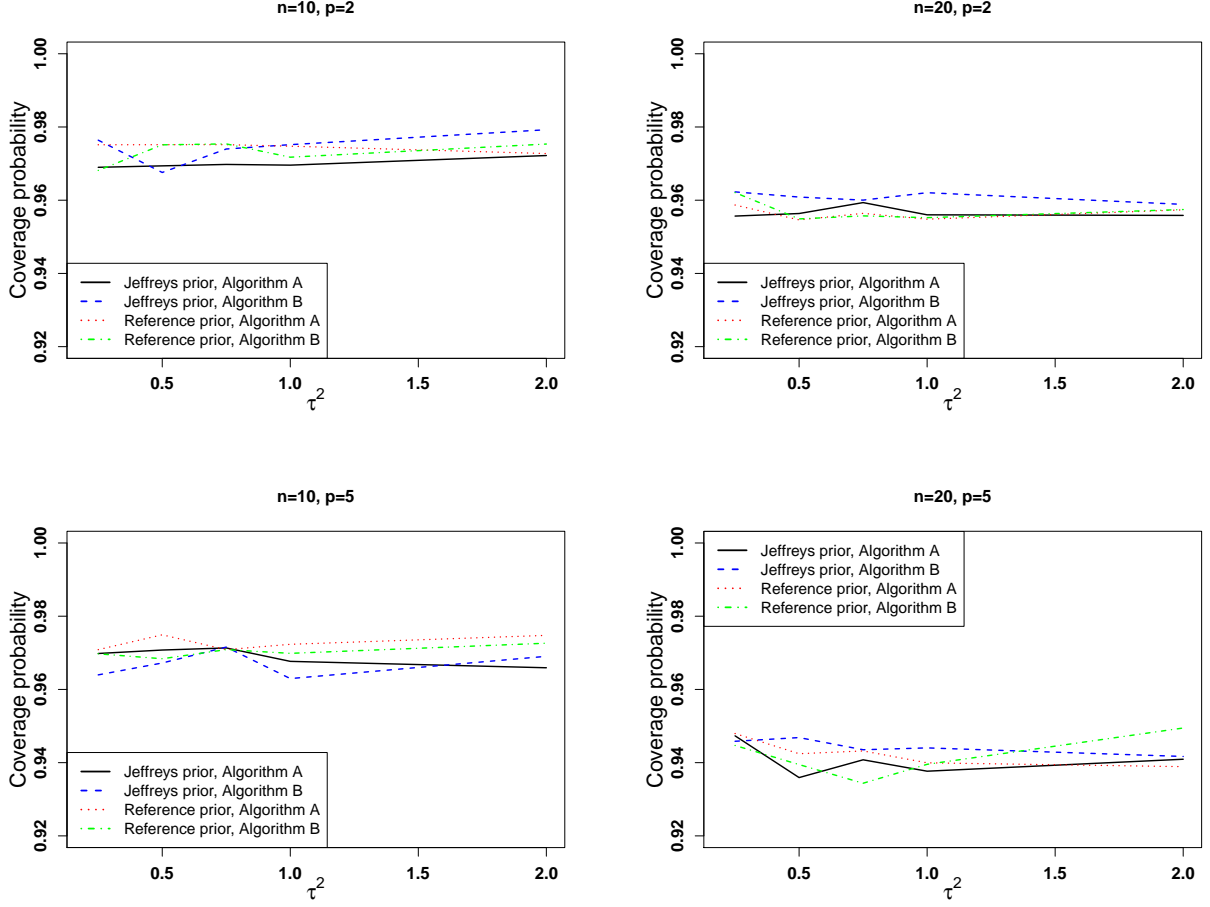 n=10, p=2
Coverage probability
1.00
0.98
0.96
0.94
0.92
Jeffreys prior, Algorithm A
Jeffreys prior, Algorithm B
Reference prior, Algorithm A
Reference prior, Algorithm B
0.5 1.0 1.5 2.0
τ²
n=20, p=2
Coverage probability
1.00
0.98
0.96
0.94
0.92
Jeffreys prior, Algorithm A
Jeffreys prior, Algorithm B
Reference prior, Algorithm A
Reference prior, Algorithm B
0.5 1.0 1.5 2.0
τ²
n=10, p=5
Coverage probability
1.00
0.98
0.96
0.94
0.92
Jeffreys prior, Algorithm A
Jeffreys prior, Algorithm B
Reference prior, Algorithm A
Reference prior, Algorithm B
0.5 1.0 1.5 2.0
τ²
n=20, p=5
Coverage probability
1.00
0.98
0.96
0.94
0.92
Jeffreys prior, Algorithm A
Jeffreys prior, Algorithm B
Reference prior, Algorithm A
Reference prior, Algorithm B
0.5 1.0 1.5 2.0
τ²